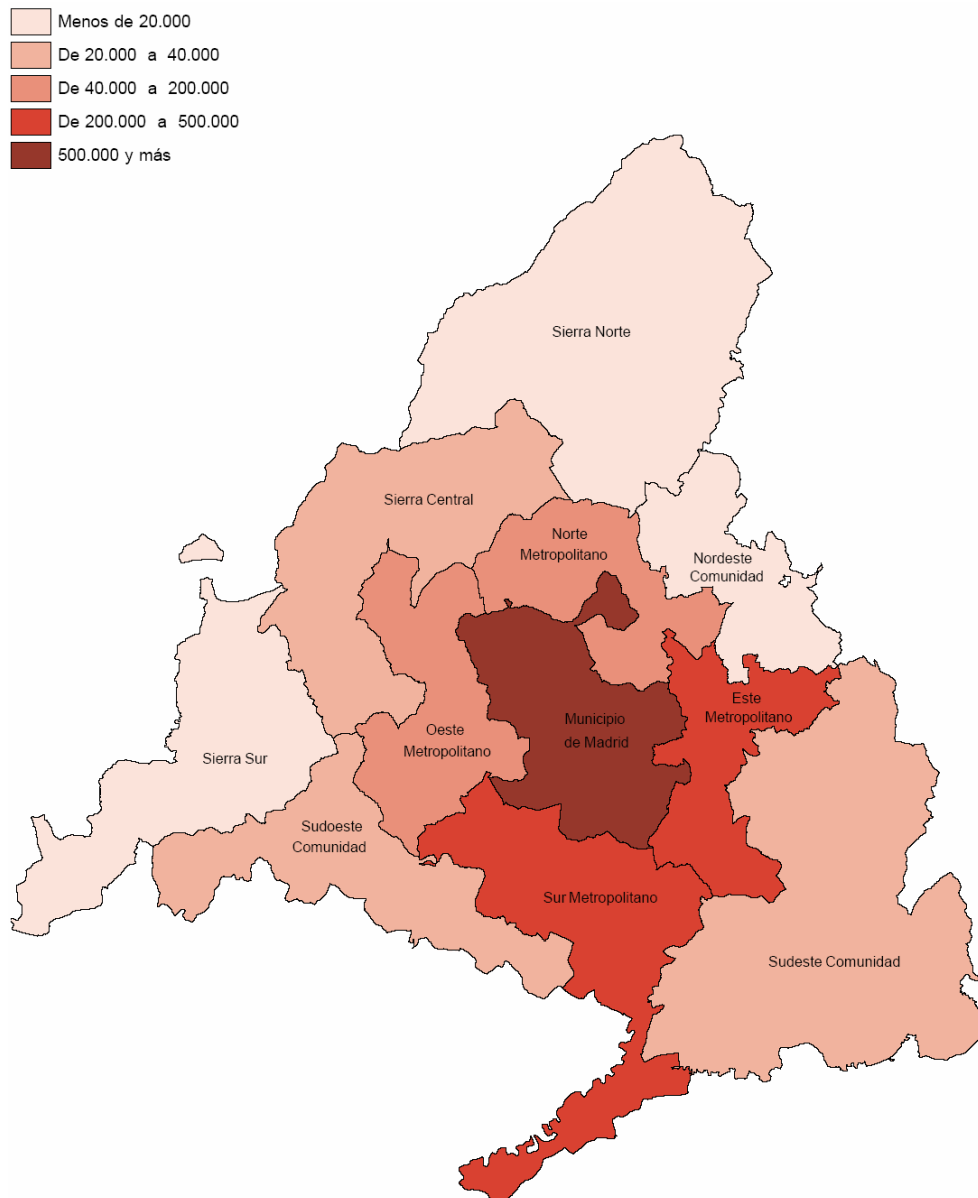 Menos de 20.000
De 20.000 a 40.000
De 40.000 a 200.000
De 200.000 a 500.000
500.000 y más
Sierra Norte
Sierra Central
Norte
Metropolitano
Nordeste
Comunidad
Este
Metropolitano
Municipio
de Madrid
Oeste
Metropolitano
Sierra Sur
Sudoeste
Comunidad
Sur Metropolitano
Sudeste Comunidad